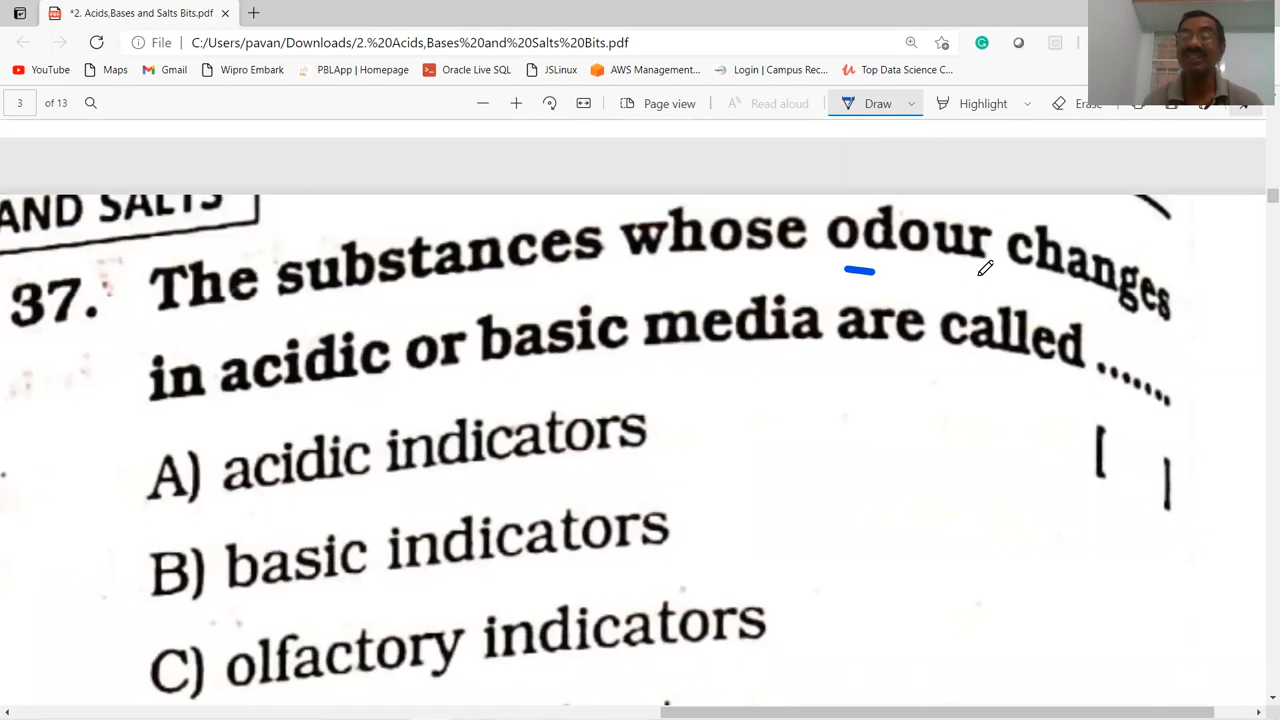 *2. Acids,Bases and Salts Bits.pdf
File C:/Users/pavan/Downloads/2.%20Acids,Bases%20and%20Salts%20Bits.pdf
YouTube Maps Gmail Wipro Embark PBLApp | Homepage Oracle Live SQL JSLinux AWS Management... Login | Campus Rec... Top Data science C...
3 of 13 Page view Read aloud Draw Highlight Erase
AND SALTS
37. The substances whose odour changes
in acidic or basic media are called .......
[ ]
A) acidic indicators
B) basic indicators
C) olfactory indicators